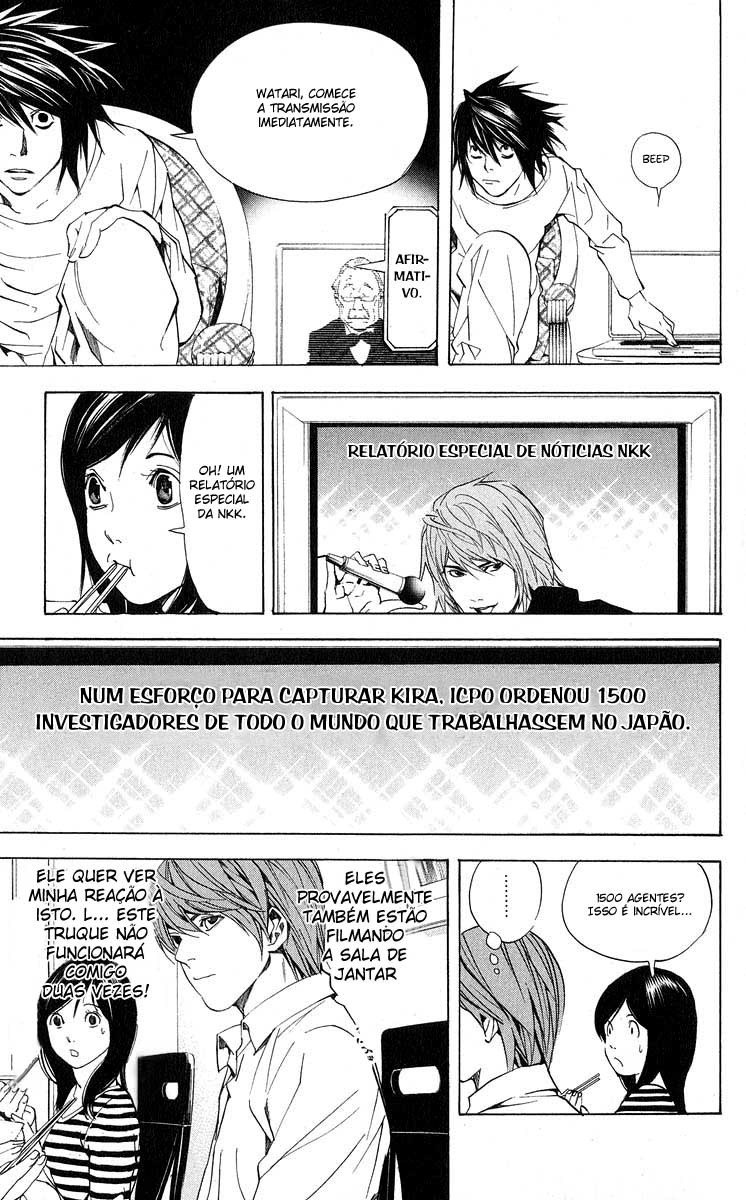 BEEP
WATARI, COMECE
A TRANSMISSÃO
IMEDIATAMENTE.
AFIR-
MATI-
VO.
RELATÓRIO ESPECIAL DE NÓTICIAS NKK
OH! UM
RELATÓRIO
ESPECIAL
DA NKK.
NUM ESFORÇO PARA CAPTURAR KIRA, ICPO ORDENOU 1500
INVESTIGADORES DE TODO O MUNDO QUE TRABALHASSEM NO JAPÃO.
1500 AGENTES?
ISSO É INCRÍVEL...
.........
ELES
PROVAVELMENTE
TAMBÉM ESTÃO
FILMANDO
A SALA DE
JANTAR
ELE QUER VER
MINHA REAÇÃO À
ISTO. L... ESTE
TRUQUE NÃO
FUNCIONARÁ
COMIGO
DUAS VEZES!